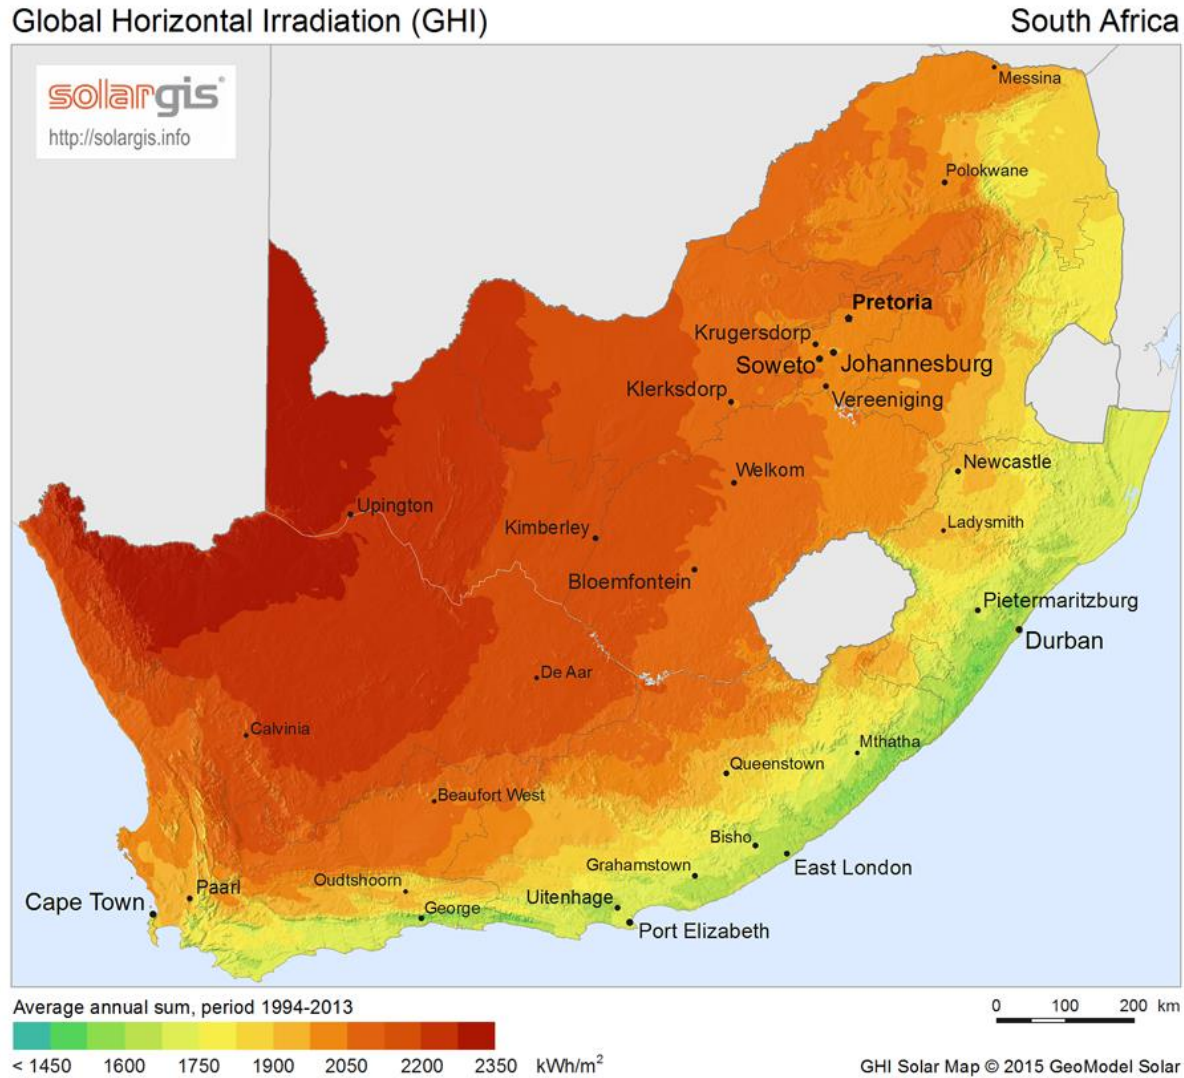 Global Horizontal Irradiation (GHI)
South Africa
solargis
http://solargis.info
Messina
Polokwane
Pretoria
Krugersdorp
Soweto
Johannesburg
Klerksdorp
Vereeniging
Welkom
Newcastle
Upington
Kimberley
Ladysmith
Bloemfontein
Pietermaritzburg
Durban
De Aar
Calvinia
Mthatha
Queenstown
Beaufort West
Bisho
East London
Grahamstown
Oudtshoorn
Paarl
Uitenhage
Cape Town
George
Port Elizabeth
Average annual sum, period 1994-2013
0 100 200 km
< 1450 1600 1750 1900 2050 2200 2350 kWh/m²
GHI Solar Map © 2015 GeoModel Solar